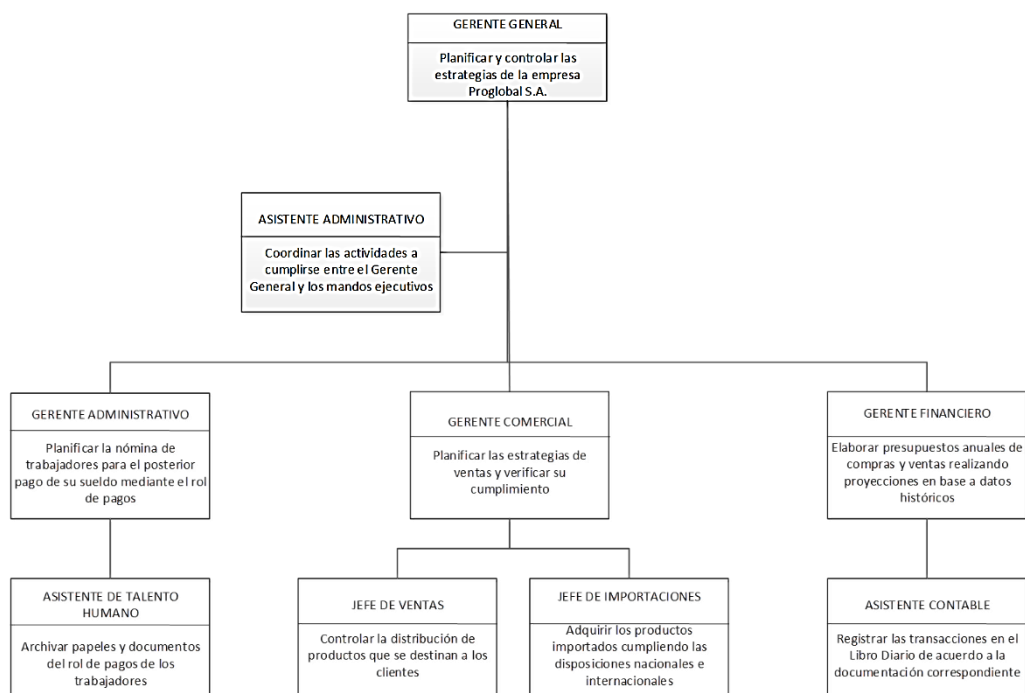 GERENTE GENERAL
Planificar y controlar las
estrategias de la empresa
Proglobal S.A.
ASISTENTE ADMINISTRATIVO
Coordinar las actividades a
cumplirse entre el Gerente
General y los mandos ejecutivos
GERENTE ADMINISTRATIVO
Planificar la nómina de
trabajadores para el posterior
pago de su sueldo mediante el rol
de pagos
GERENTE COMERCIAL
Planificar las estrategias de
ventas y verificar su
cumplimiento
GERENTE FINANCIERO
Elaborar presupuestos anuales de
compras y ventas realizando
proyecciones en base a datos
históricos
ASISTENTE DE TALENTO
HUMANO
Archivar papeles y documentos
del rol de pagos de los
trabajadores
JEFE DE VENTAS
Controlar la distribución de
productos que se destinan a los
clientes
JEFE DE IMPORTACIONES
Adquirir los productos
importados cumpliendo las
disposiciones nacionales e
internacionales
ASISTENTE CONTABLE
Registrar las transacciones en el
Libro Diario de acuerdo a la
documentación correspondiente